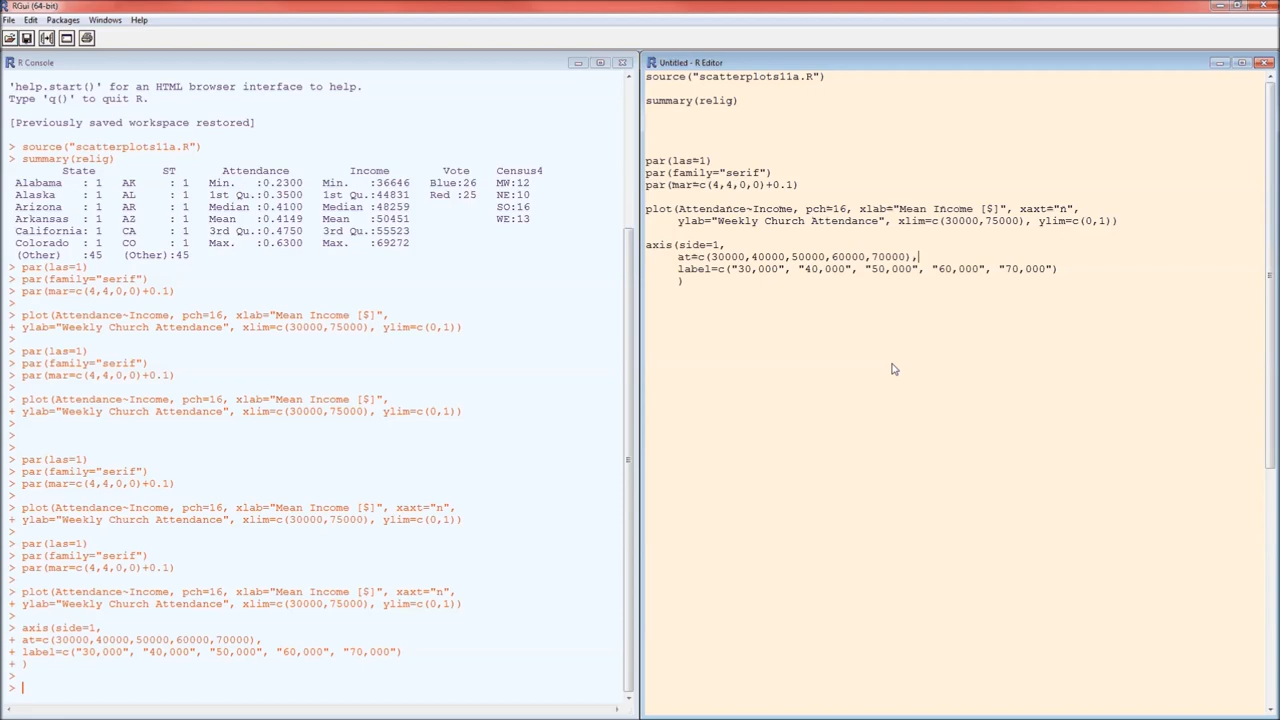 RGui (64-bit)
File Edit Packages Windows Help
R Console
'help.start()' for an HTML browser interface to help.
Type 'q()' to quit R.
[Previously saved workspace restored]
> source("scatterplots11a.R")
> summary(relig)
State ST Attendance Income Vote Census4
Alabama : 1 AK : 1 Min. :0.2300 Min. :36646 Blue:26 MW:12
Alaska : 1 AL : 1 1st Qu.:0.3500 1st Qu.:44831 Red :25 NE:10
Arizona : 1 AR : 1 Median :0.4100 Median :48259 SO:16
Arkansas : 1 AZ : 1 Mean :0.4149 Mean :50451 WE:13
California: 1 CA : 1 3rd Qu.:0.4750 3rd Qu.:55523
Colorado : 1 CO : 1 Max. :0.6300 Max. :69272
(Other) :45 (Other):45
> par(las=1)
> par(family="serif")
> par(mar=c(4,4,0,0)+0.1)
>
> plot(Attendance~Income, pch=16, xlab="Mean Income [$]",
+ ylab="Weekly Church Attendance", xlim=c(30000,75000), ylim=c(0,1))
>
> par(las=1)
> par(family="serif")
> par(mar=c(4,4,0,0)+0.1)
>
> plot(Attendance~Income, pch=16, xlab="Mean Income [$]",
+ ylab="Weekly Church Attendance", xlim=c(30000,75000), ylim=c(0,1))
>
>
>
> par(las=1)
> par(family="serif")
> par(mar=c(4,4,0,0)+0.1)
>
> plot(Attendance~Income, pch=16, xlab="Mean Income [$]", xaxt="n",
+ ylab="Weekly Church Attendance", xlim=c(30000,75000), ylim=c(0,1))
>
> par(las=1)
> par(family="serif")
> par(mar=c(4,4,0,0)+0.1)
>
> plot(Attendance~Income, pch=16, xlab="Mean Income [$]", xaxt="n",
+ ylab="Weekly Church Attendance", xlim=c(30000,75000), ylim=c(0,1))
>
> axis(side=1,
+ at=c(30000,40000,50000,60000,70000),
+ label=c("30,000", "40,000", "50,000", "60,000", "70,000")
+ )
>
>
Untitled - R Editor
source("scatterplots11a.R")
summary(relig)
par(las=1)
par(family="serif")
par(mar=c(4,4,0,0)+0.1)
plot(Attendance~Income, pch=16, xlab="Mean Income [$]", xaxt="n",
ylab="Weekly Church Attendance", xlim=c(30000,75000), ylim=c(0,1))
axis(side=1,
at=c(30000,40000,50000,60000,70000),
label=c("30,000", "40,000", "50,000", "60,000", "70,000")
)